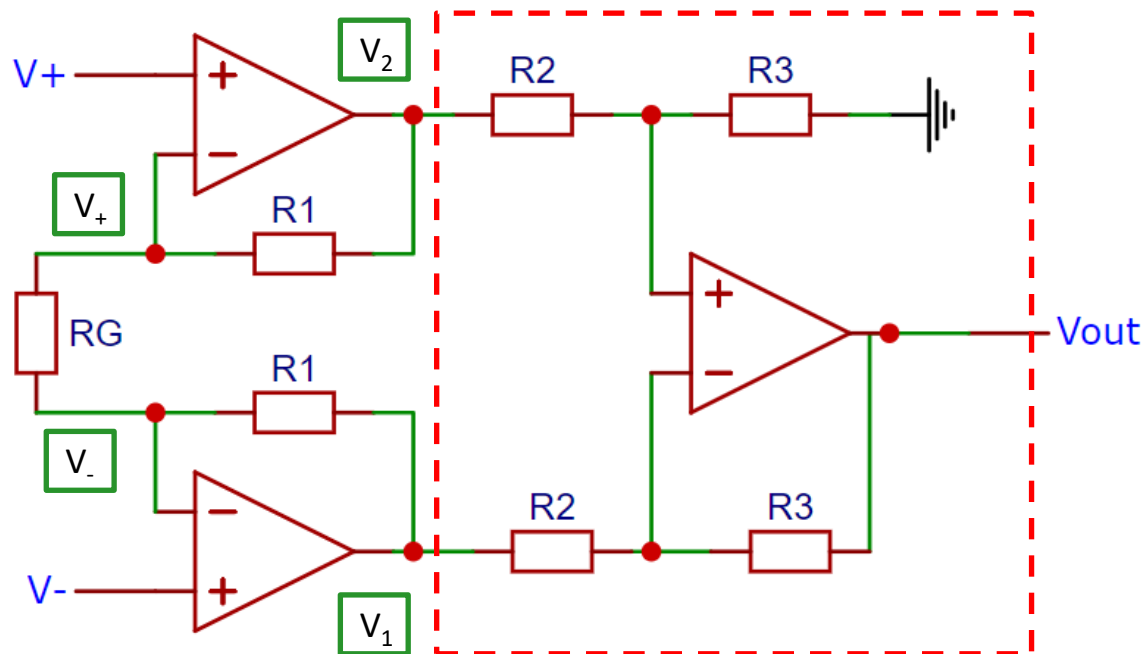 V+
+
−
V₂
R2
R3
V₊
R1
RG
+
−
Vout
R1
V₋
−
+
V-
R2
R3
V₁